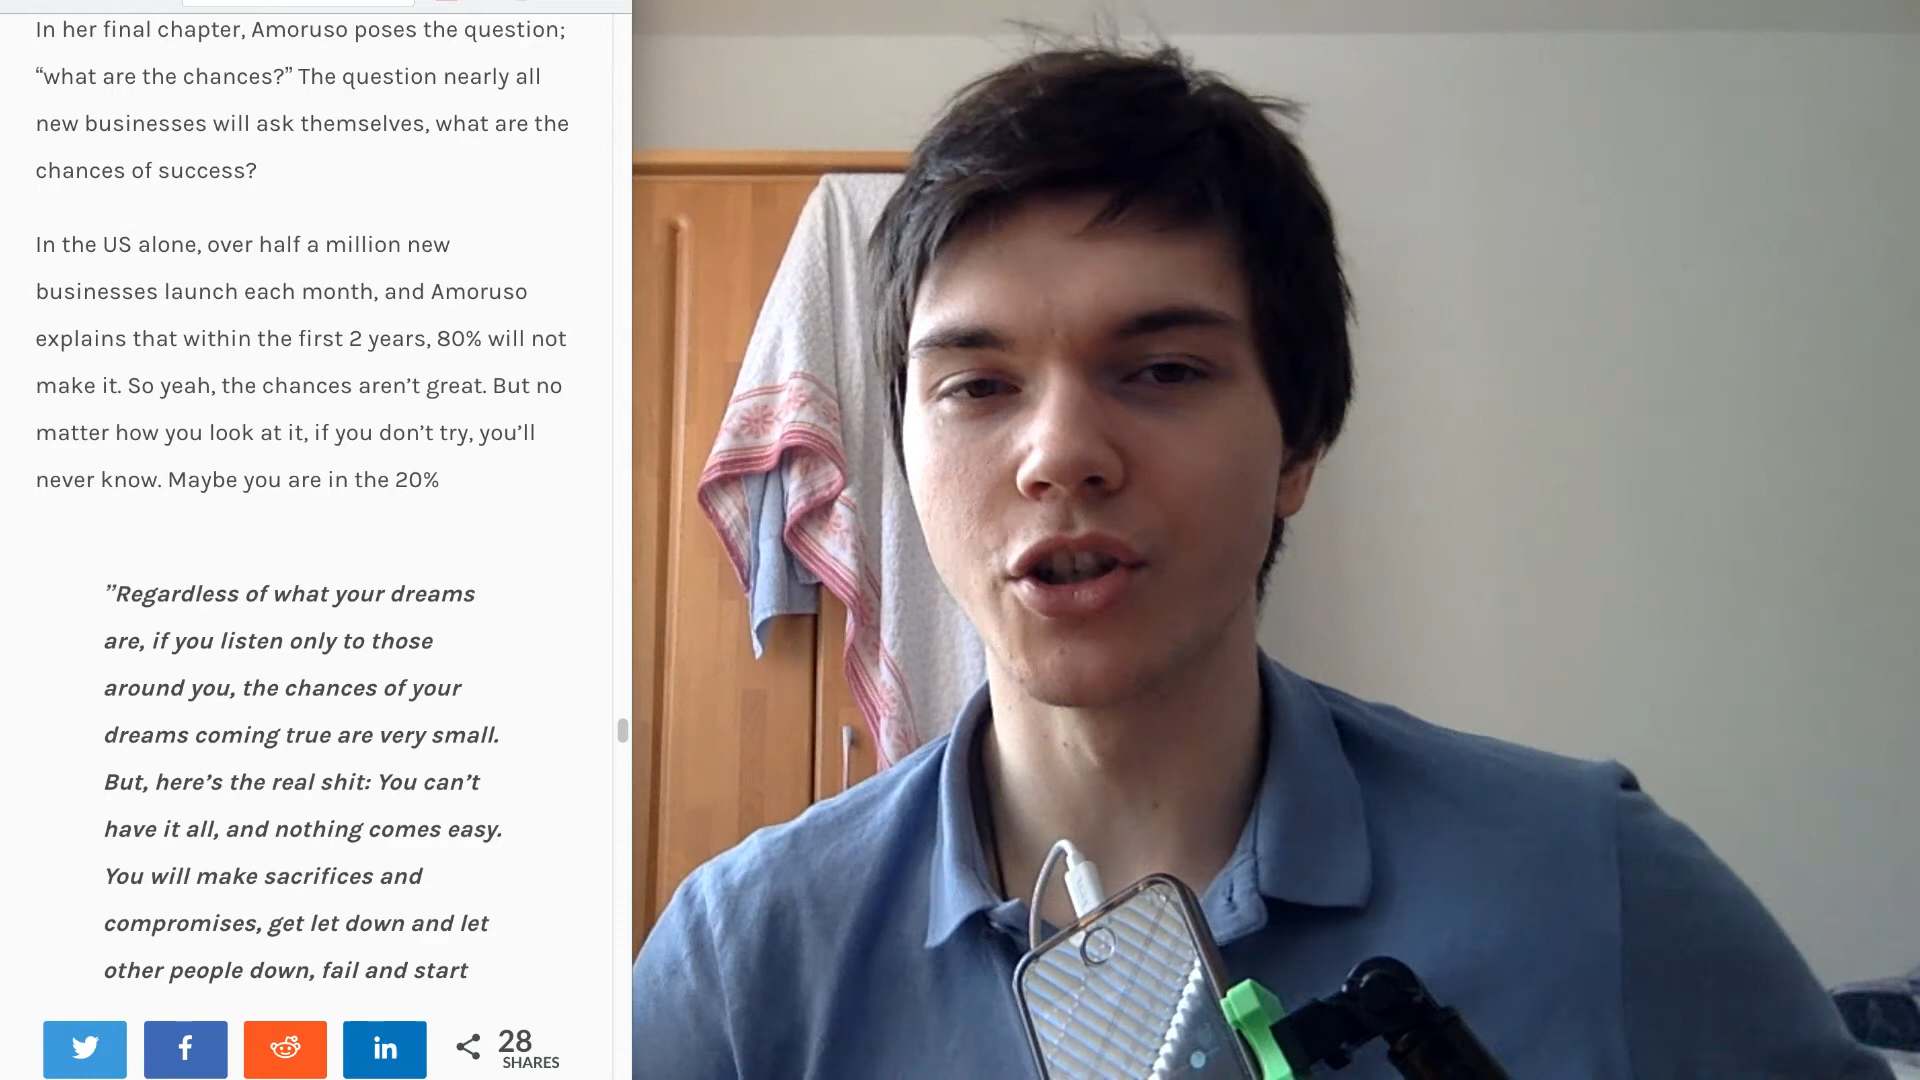 In her final chapter, Amoruso poses the question;
“what are the chances?” The question nearly all
new businesses will ask themselves, what are the
chances of success?
In the US alone, over half a million new
businesses launch each month, and Amoruso
explains that within the first 2 years, 80% will not
make it. So yeah, the chances aren’t great. But no
matter how you look at it, if you don’t try, you’ll
never know. Maybe you are in the 20%
”Regardless of what your dreams
are, if you listen only to those
around you, the chances of your
dreams coming true are very small.
But, here’s the real shit: You can’t
have it all, and nothing comes easy.
You will make sacrifices and
compromises, get let down and let
other people down, fail and start
28
SHARES